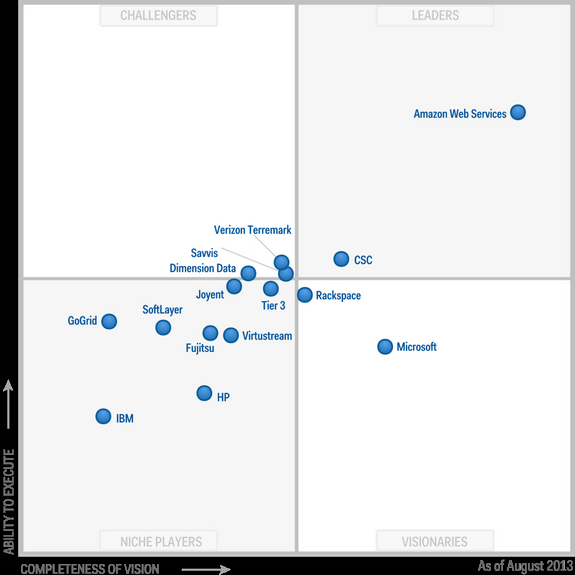 CHALLENGERS
LEADERS
Amazon Web Services
Verizon Terremark
Savvis
CSC
Dimension Data
Joyent
Rackspace
Tier 3
SoftLayer
GoGrid
Virtustream
Fujitsu
Microsoft
HP
IBM
ABILITY TO EXECUTE
NICHE PLAYERS
VISIONARIES
COMPLETENESS OF VISION
As of August 2013